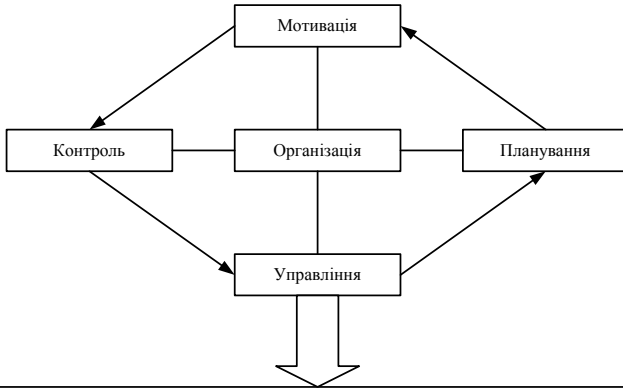 Мотивація
Контроль
Організація
Планування
Управління